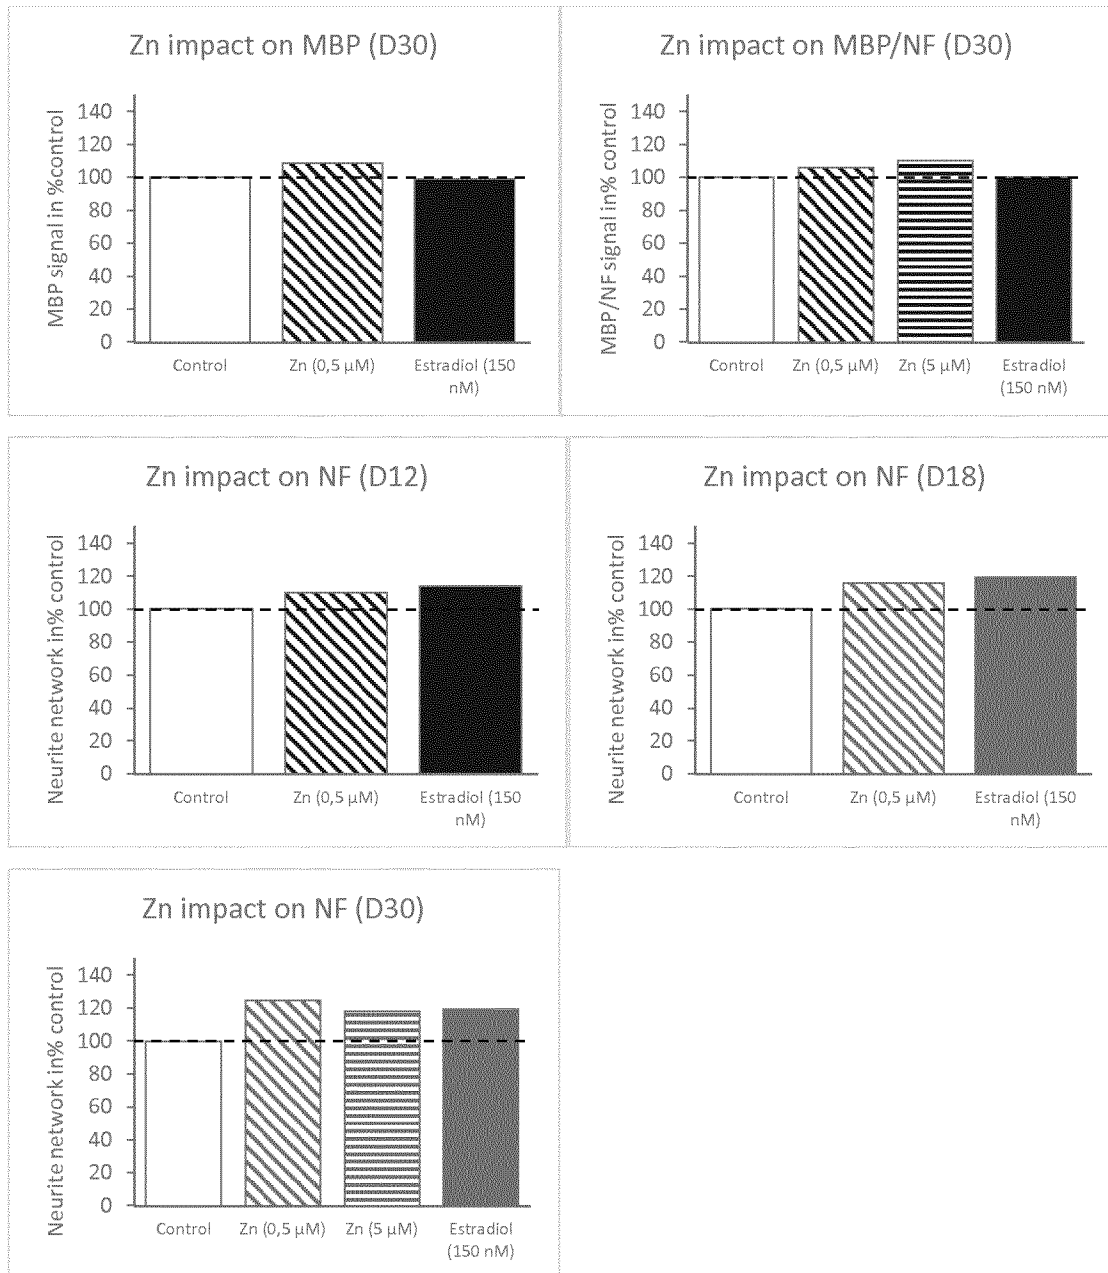 Zn impact on MBP (D30)
MBP signal in %control
140
120
100
80
60
40
20
0
Control
Zn (0,5 µM)
Estradiol (150
nM)
Zn impact on MBP/NF (D30)
MBP/NF signal in% control
140
120
100
80
60
40
20
0
Control
Zn (0,5 µM)
Zn (5 µM)
Estradiol
(150 nM)
Zn impact on NF (D12)
Neurite network in% control
140
120
100
80
60
40
20
0
Control
Zn (0,5 µM)
Estradiol (150
nM)
Zn impact on NF (D18)
Neurite network in% control
140
120
100
80
60
40
20
0
Control
Zn (0,5 µM)
Estradiol (150
nM)
Zn impact on NF (D30)
Neurite network in% control
140
120
100
80
60
40
20
0
Control
Zn (0,5 µM)
Zn (5 µM)
Estradiol
(150 nM)